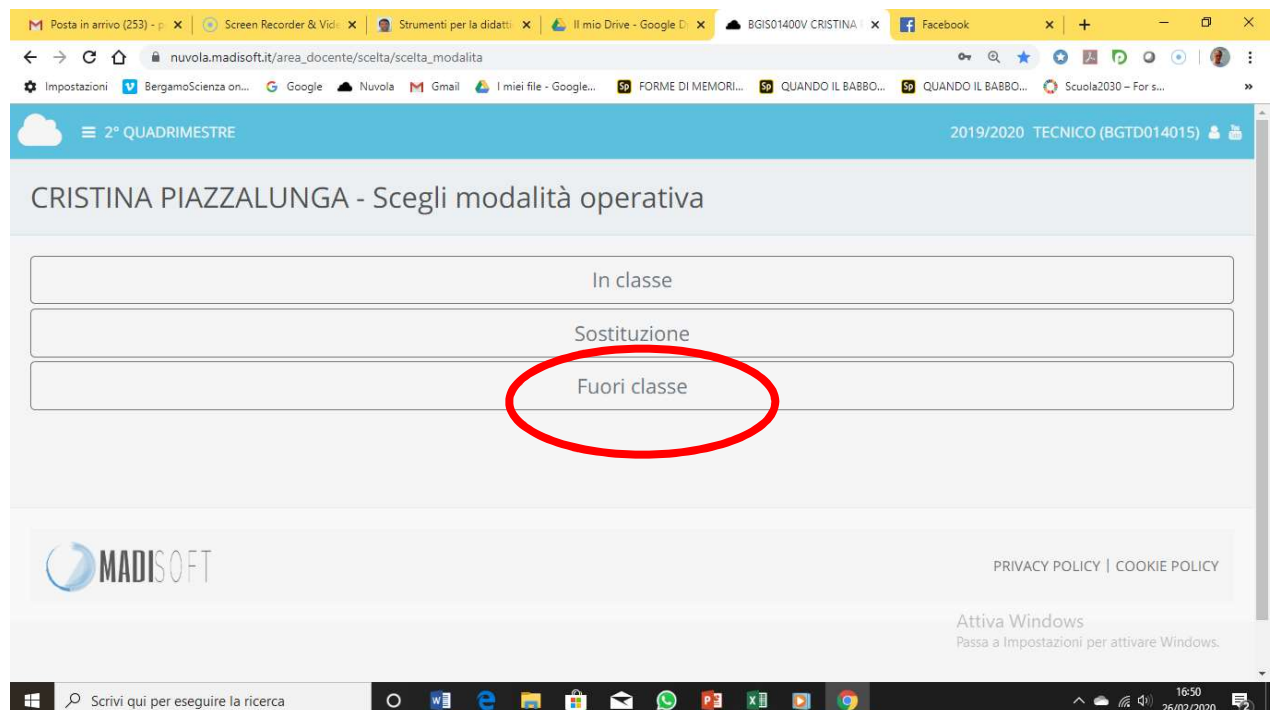 Posta in arrivo (253) - p
Screen Recorder & Vide
Strumenti per la didatti
Il mio Drive - Google D
BGIS01400V CRISTINA
Facebook
nuvola.madisoft.it/area_docente/scelta/scelta_modalita
Impostazioni
BergamoScienza on...
Google
Nuvola
Gmail
I miei file - Google...
FORME DI MEMORI...
QUANDO IL BABBO...
QUANDO IL BABBO...
Scuola2030 – For s...
»
2° QUADRIMESTRE
2019/2020 TECNICO (BGTD014015)
CRISTINA PIAZZALUNGA - Scegli modalità operativa
In classe
Sostituzione
Fuori classe
MADISOFT
PRIVACY POLICY | COOKIE POLICY
Attiva Windows
Passa a Impostazioni per attivare Windows.
Scrivi qui per eseguire la ricerca
16:50
26/02/2020